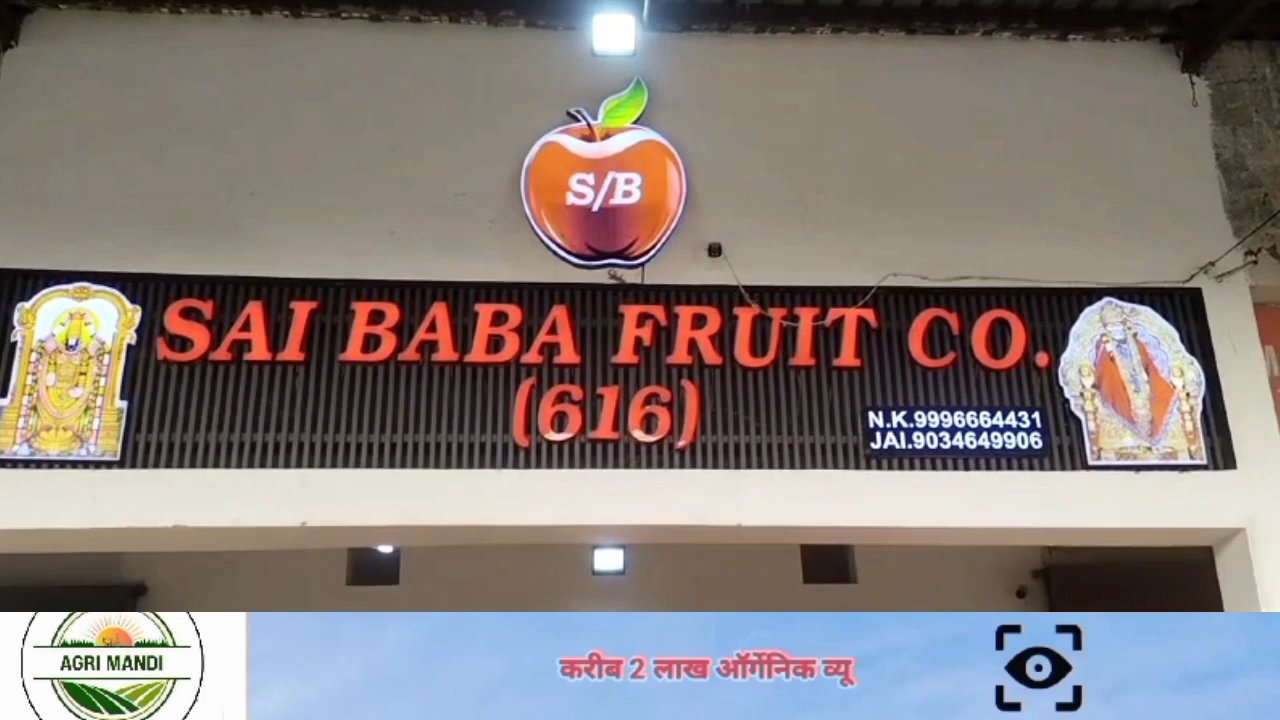 S/B
SAI BABA FRUIT CO.
(616)
N.K.9996664431
JAI.9034649906
AGRI MANDI
करीब 2 लाख ऑर्गेनिक व्यू